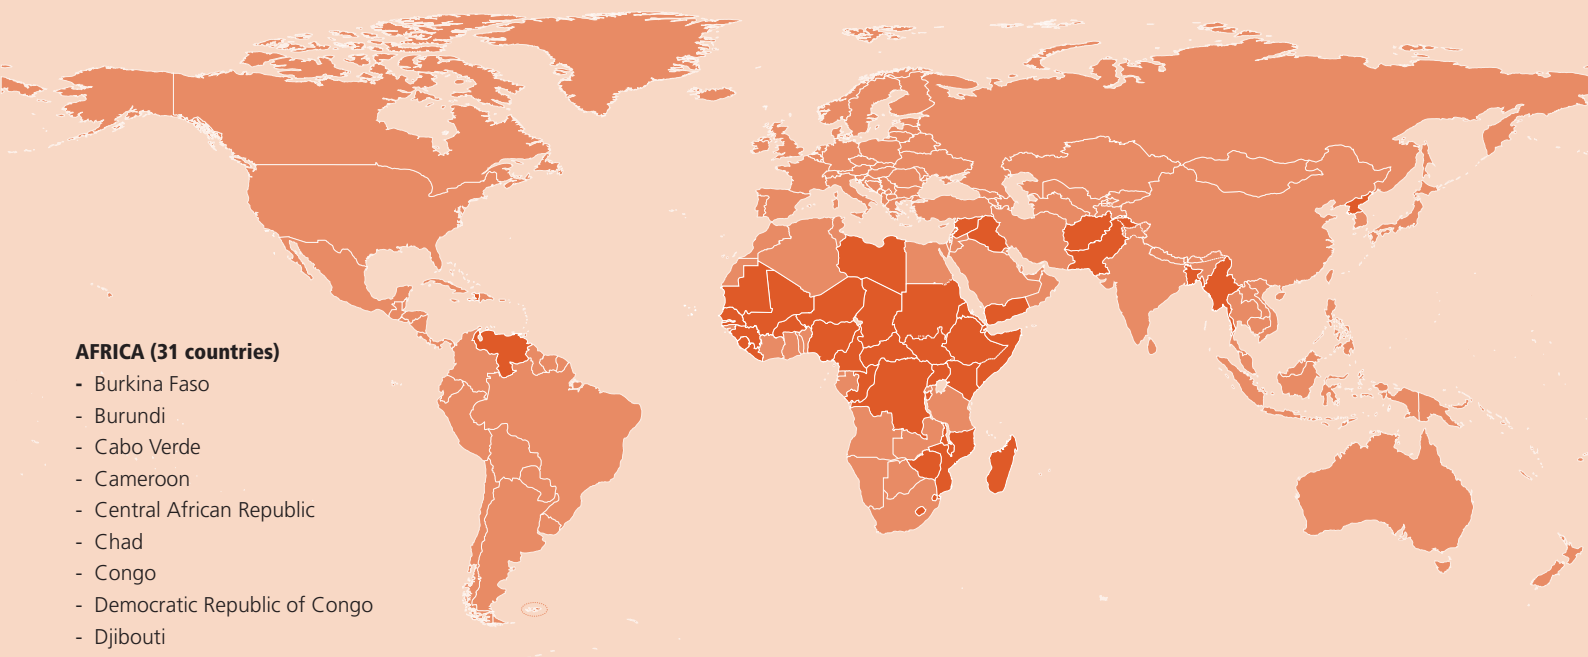 AFRICA (31 countries)
- Burkina Faso
- Burundi
- Cabo Verde
- Cameroon
- Central African Republic
- Chad
- Congo
- Democratic Republic of Congo
- Djibouti